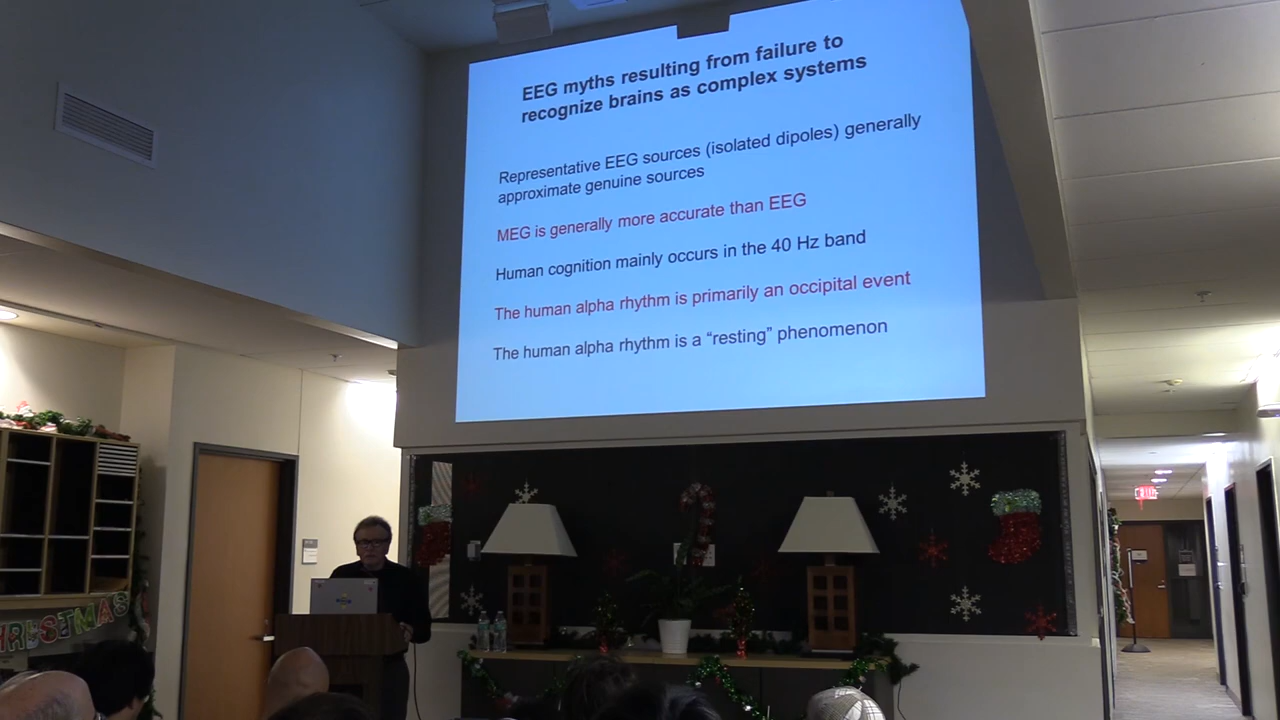 EEG myths resulting from failure to
recognize brains as complex systems
Representative EEG sources (isolated dipoles) generally
approximate genuine sources
MEG is generally more accurate than EEG
Human cognition mainly occurs in the 40 Hz band
The human alpha rhythm is primarily an occipital event
The human alpha rhythm is a “resting” phenomenon
EXIT
HRISTMAS